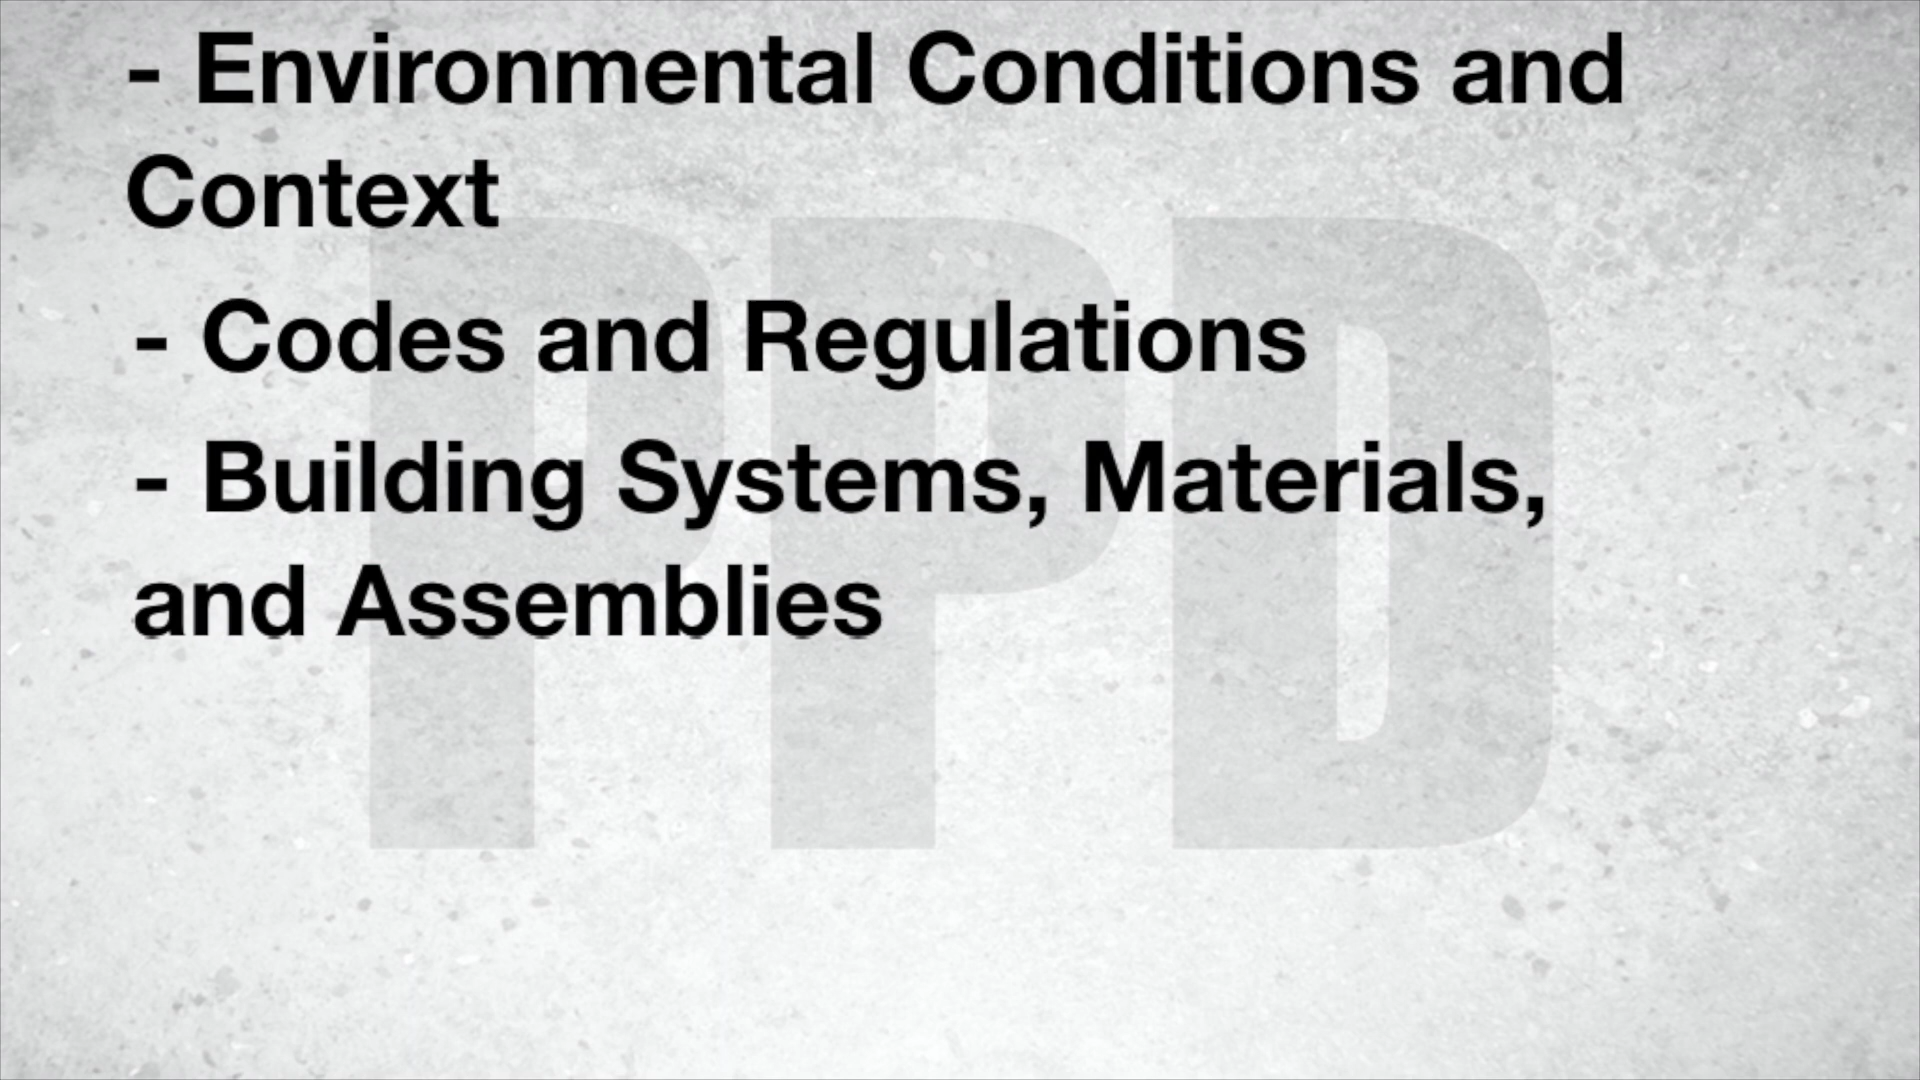 - Environmental Conditions and
Context
- Codes and Regulations
- Building Systems, Materials,
and Assemblies
PPD